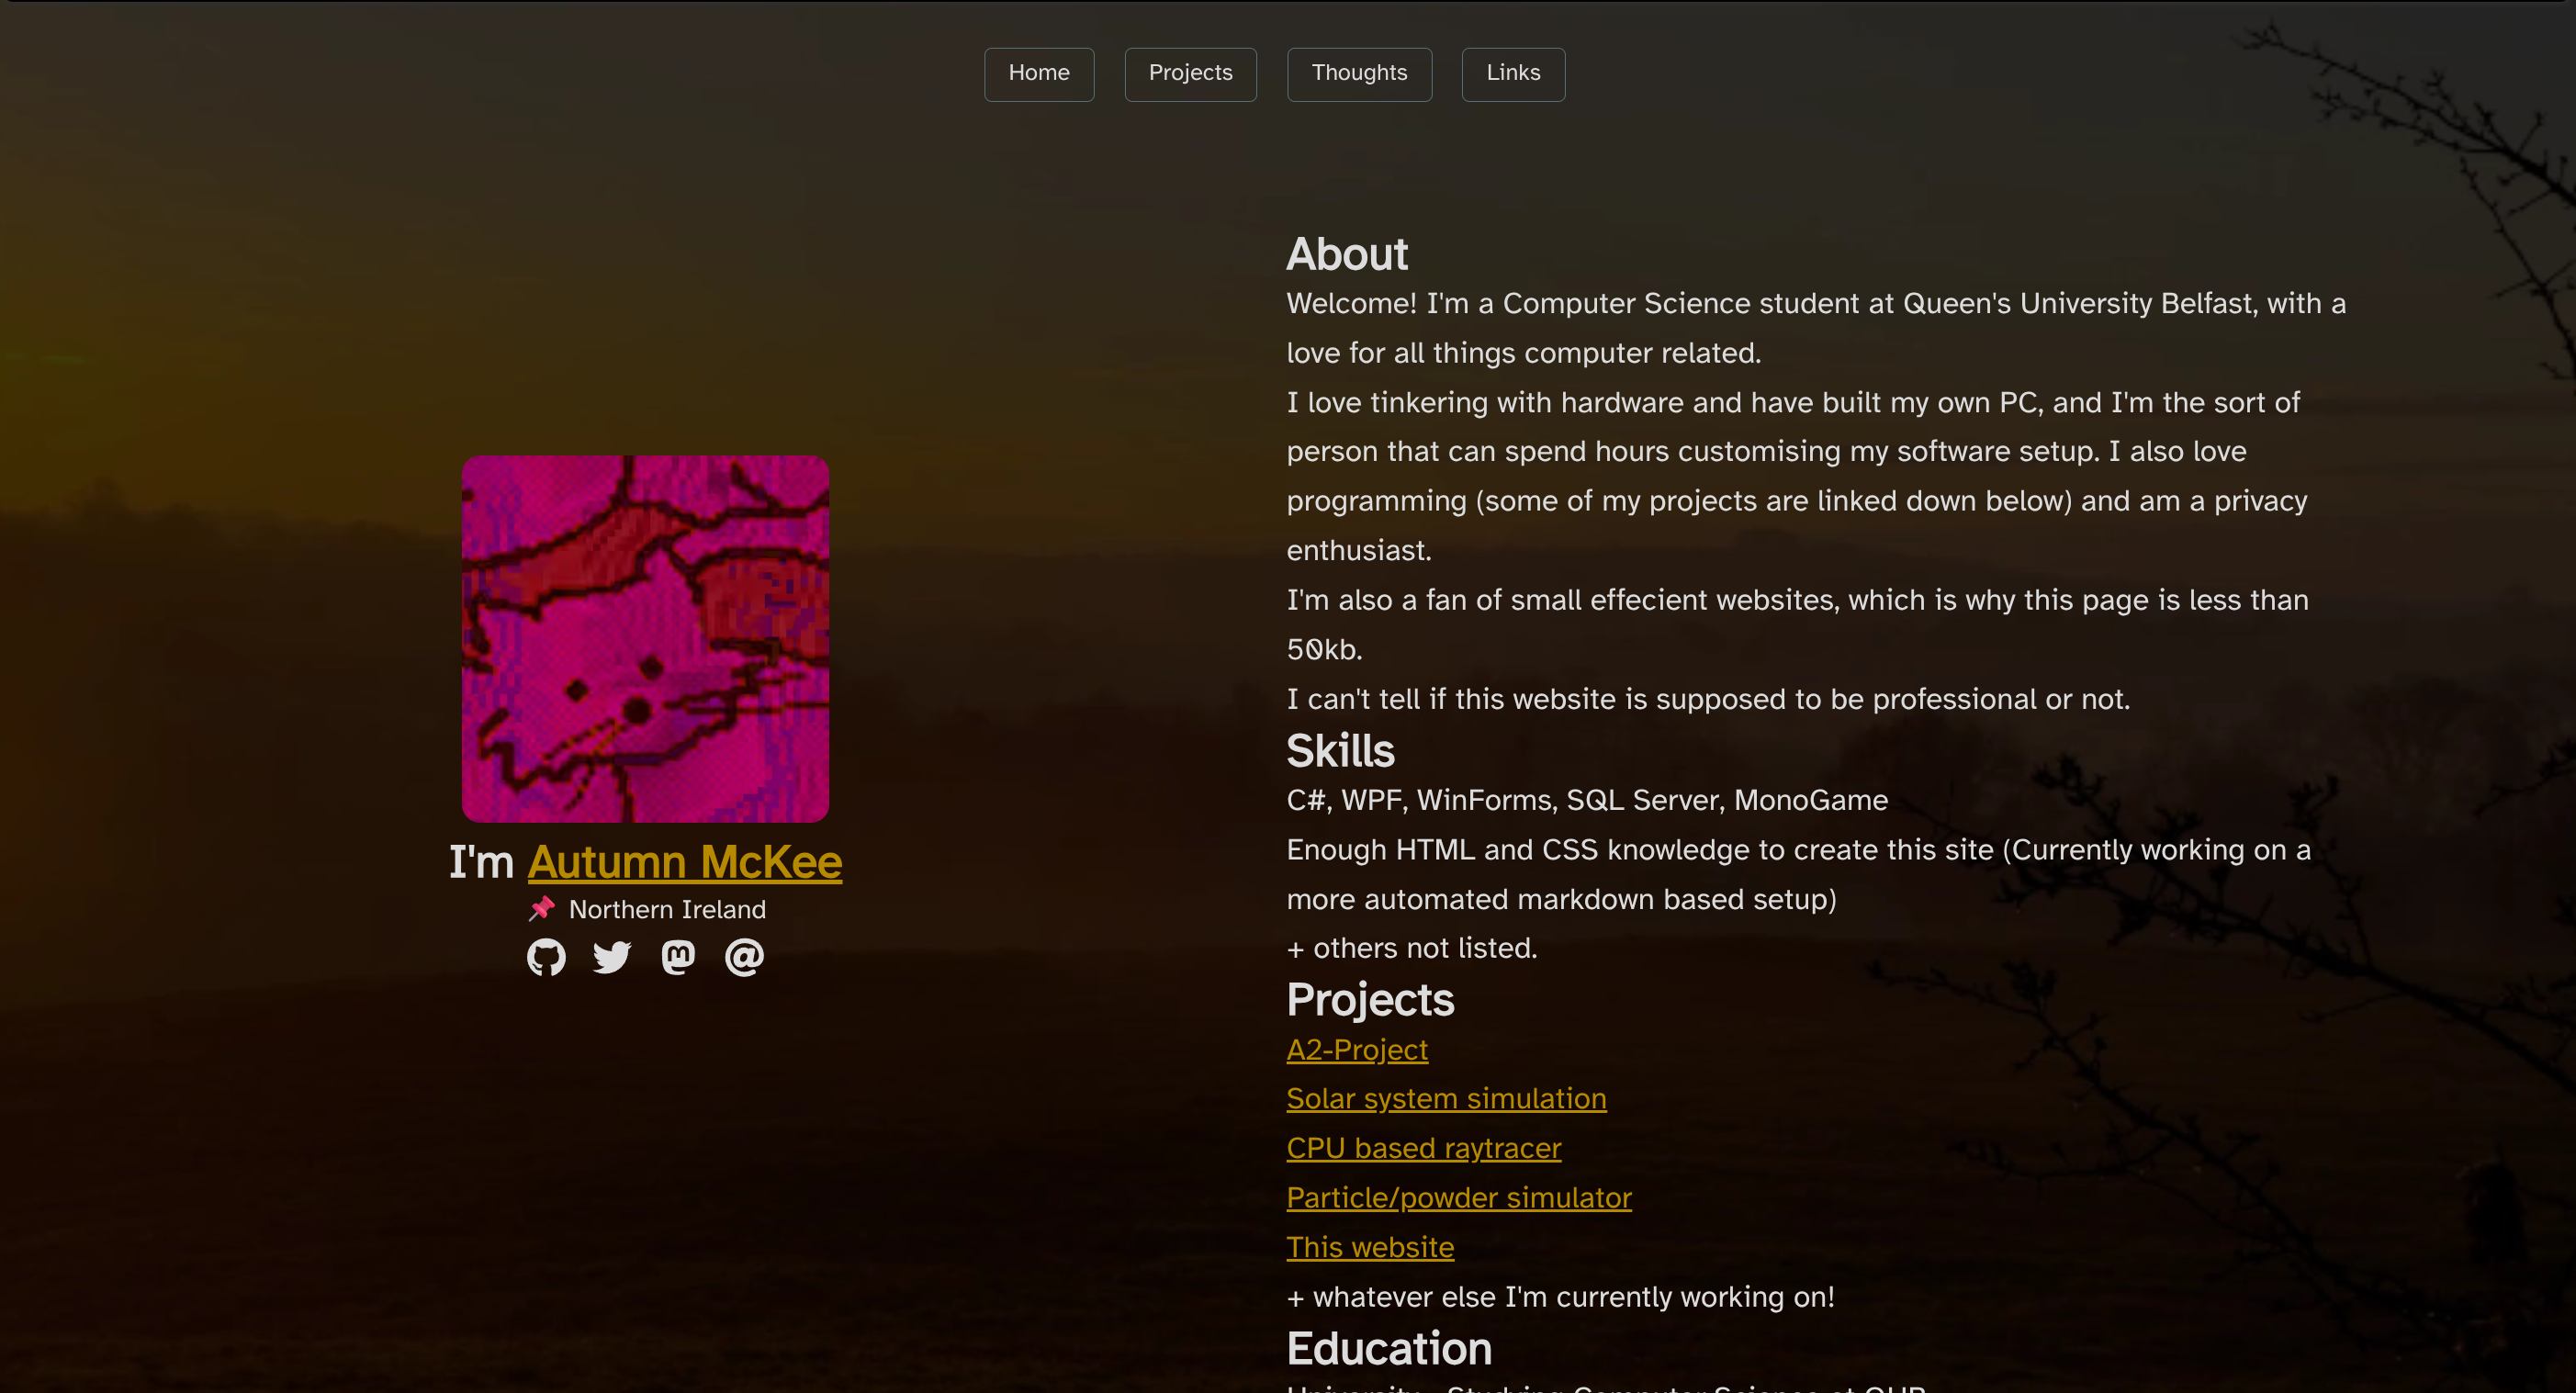 Home Projects Thoughts Links
About
Welcome! I'm a Computer Science student at Queen's University Belfast, with a
love for all things computer related.
I love tinkering with hardware and have built my own PC, and I'm the sort of
person that can spend hours customising my software setup. I also love
programming (some of my projects are linked down below) and am a privacy
enthusiast.
I'm also a fan of small effecient websites, which is why this page is less than
50kb.
I can't tell if this website is supposed to be professional or not.
Skills
C#, WPF, WinForms, SQL Server, MonoGame
Enough HTML and CSS knowledge to create this site (Currently working on a
more automated markdown based setup)
+ others not listed.
Projects
A2-Project
Solar system simulation
CPU based raytracer
Particle/powder simulator
This website
+ whatever else I'm currently working on!
Education
University - Studying Computer Science at QUB
I'm Autumn McKee
Northern Ireland